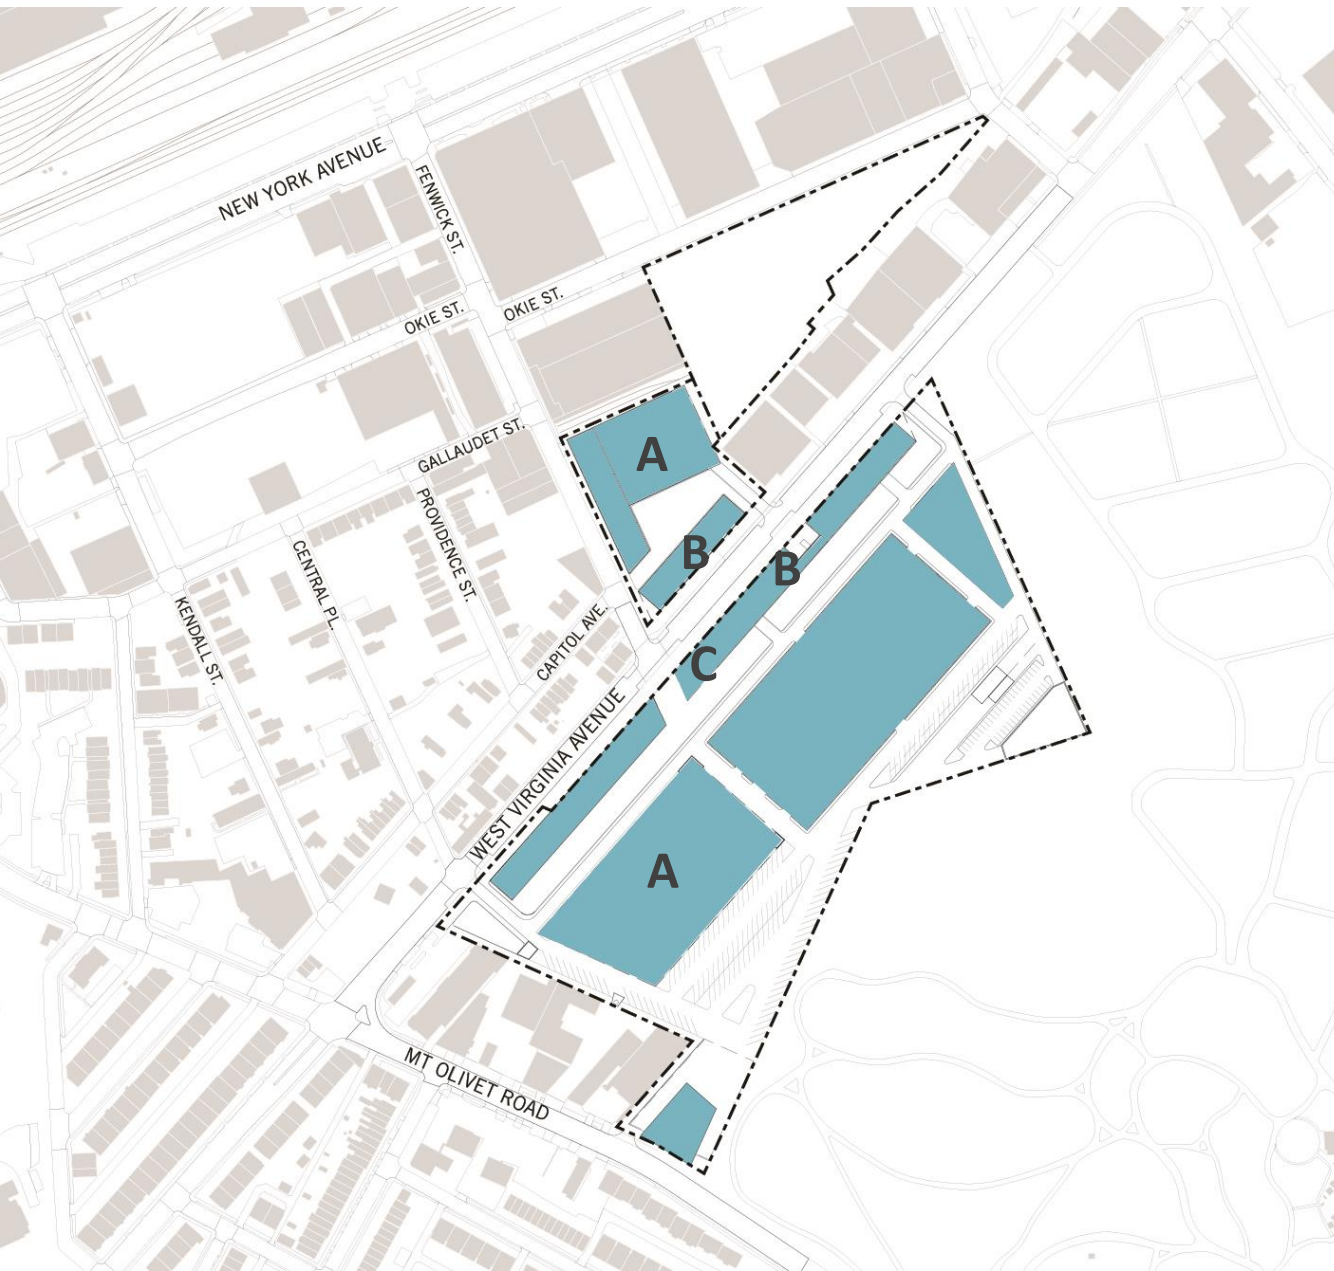 NEW YORK AVENUE
FENWICK ST.
OKIE ST.
OKIE ST.
GALLAUDET ST.
A
PROVIDENCE ST.
B
B
CENTRAL PL.
KENDALL ST.
CAPITOL AVE.
C
WEST VIRGINIA AVENUE
A
MT OLIVET ROAD